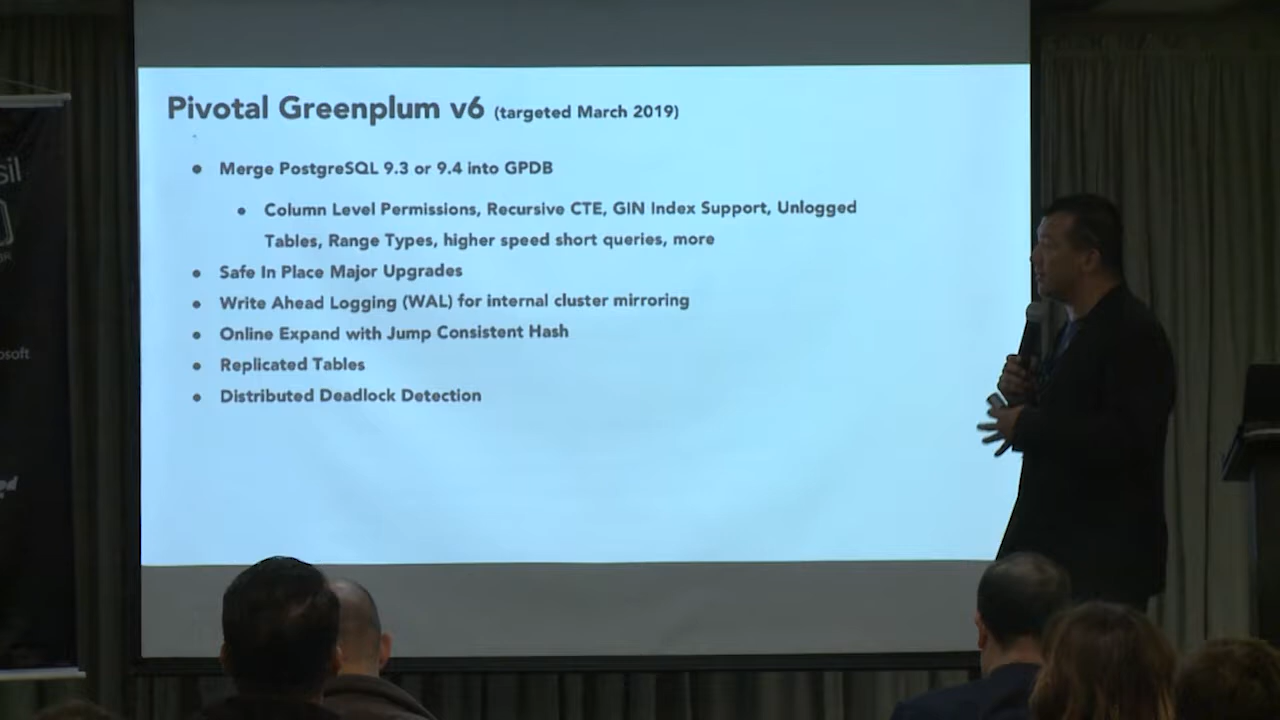 Pivotal Greenplum v6 (targeted March 2019)
Merge PostgreSQL 9.3 or 9.4 into GPDB
Column Level Permissions, Recursive CTE, GIN Index Support, Unlogged
Tables, Range Types, higher speed short queries, more
Safe In Place Major Upgrades
Write Ahead Logging (WAL) for internal cluster mirroring
Online Expand with Jump Consistent Hash
Replicated Tables
Distributed Deadlock Detection
sil
osoft